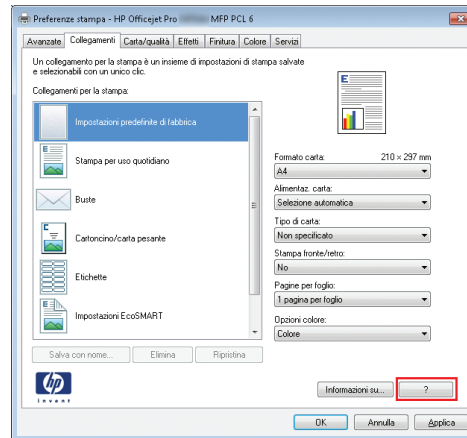 Preferenze stampa - HP Officejet Pro MFP PCL 6
Avanzate Collegamenti Carta/qualità Effetti Finitura Colore Servizi
Un collegamento per la stampa è un insieme di impostazioni di stampa salvate
e selezionabili con un unico clic.
Collegamenti per la stampa:
Impostazioni predefinite di fabbrica
Stampa per uso quotidiano
Buste
Cartoncino/carta pesante
Etichette
Impostazioni EcoSMART
Salva con nome... Elimina Ripristina
Formato carta: 210 × 297 mm
A4
Alimentaz. carta:
Selezione automatica
Tipo di carta:
Non specificato
Stampa fronte/retro:
No
Pagine per foglio:
1 pagina per foglio
Opzioni colore:
Colore
hp
invent
Informazioni su... ?
OK Annulla Applica